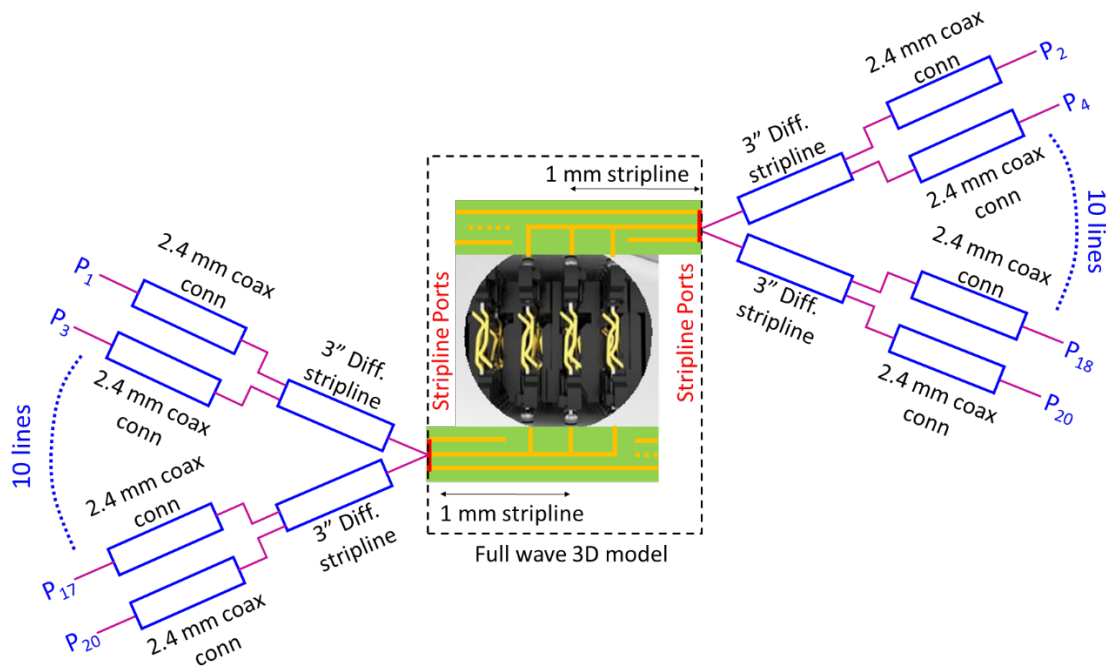 2.4 mm coax
conn
P2
2.4 mm coax
conn
P4
3” Diff.
stripline
10 lines
2.4 mm coax
conn
3” Diff.
stripline
P18
2.4 mm coax
conn
P20
1 mm stripline
Stripline Ports
Stripline Ports
1 mm stripline
Full wave 3D model
2.4 mm coax
conn
P1
P3
2.4 mm coax
conn
3” Diff.
stripline
10 lines
2.4 mm coax
conn
3” Diff.
stripline
P17
P20
2.4 mm coax
conn